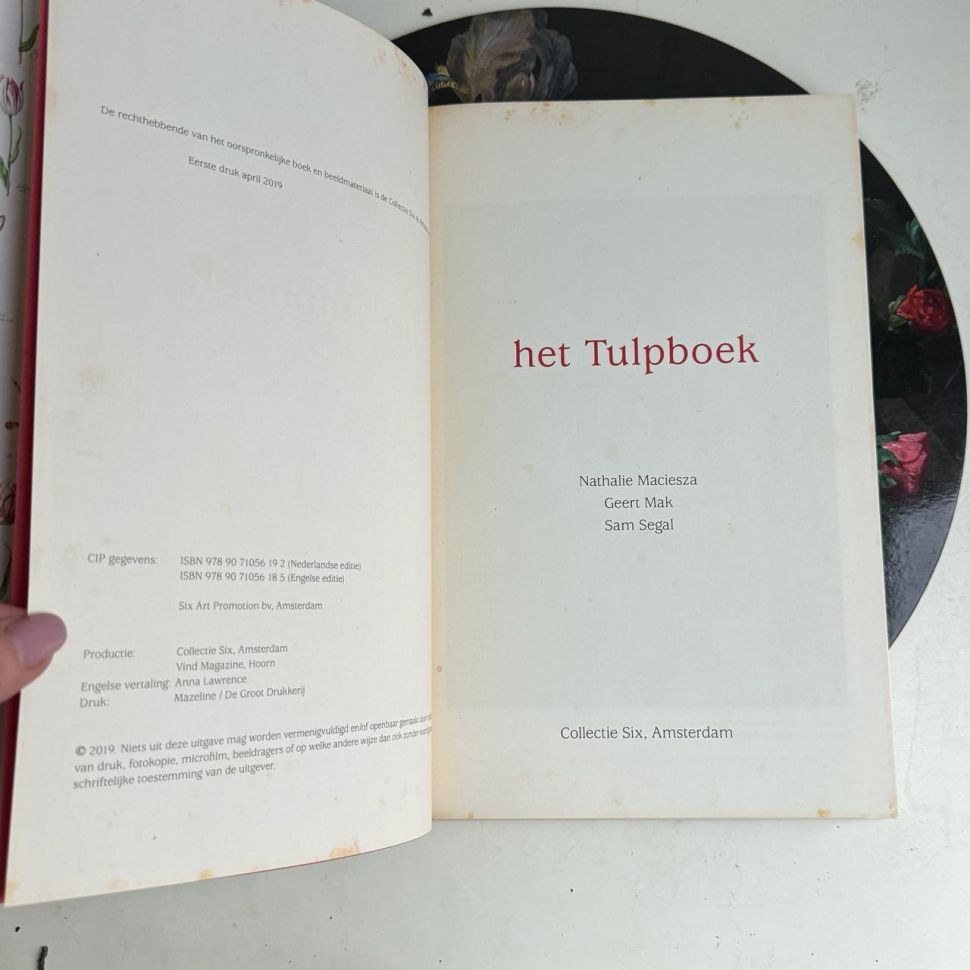 De rechthebbende van het oorspronkelijke boek en beeldmateriaal is de Collectie Six te
Eerste druk april 2019
CIP gegevens: ISBN 978 90 71056 19 2 (Nederlandse editie)
ISBN 978 90 71056 18 5 (Engelse editie)
Six Art Promotion bv, Amsterdam
Productie: Collectie Six, Amsterdam
Vind Magazine, Hoorn
Engelse vertaling: Anna Lawrence
Druk: Mazeline / De Groot Drukkerij
© 2019. Niets uit deze uitgave mag worden vermenigvuldigd en/of openbaar gemaakt door
van druk, fotokopie, microfilm, beeldragers of op welke andere wijze dan ook zonder
schriftelijke toestemming van de uitgever.
het Tulpboek
Nathalie Maciesza
Geert Mak
Sam Segal
Collectie Six, Amsterdam